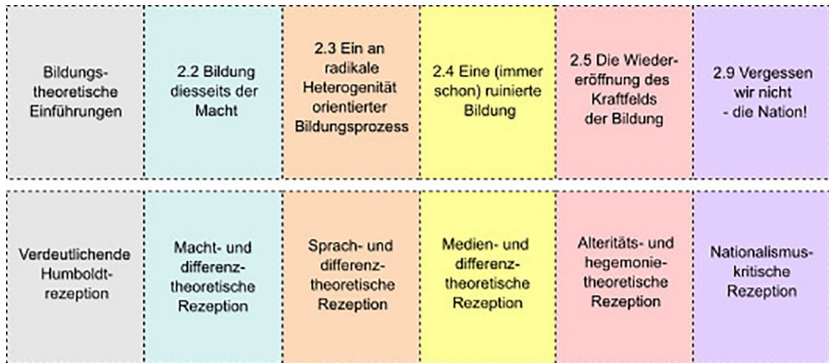 Bildungs-
theoretische
Einführungen
2.2 Bildung
diesseits der
Macht
2.3 Ein an
radikale
Heterogenität
orientierter
Bildungsprozess
2.4 Eine (immer
schon) ruinierte
Bildung
2.5 Die Wieder-
eröffnung des
Kraftfelds
der Bildung
2.9 Vergessen
wir nicht
- die Nation!
Verdeutlichende
Humboldt-
rezeption
Macht- und
differenz-
theoretische
Rezeption
Sprach- und
differenz-
theoretische
Rezeption
Medien- und
differenz-
theoretische
Rezeption
Alteritäts- und
hegemonie-
theoretische
Rezeption
Nationalismus-
kritische
Rezeption